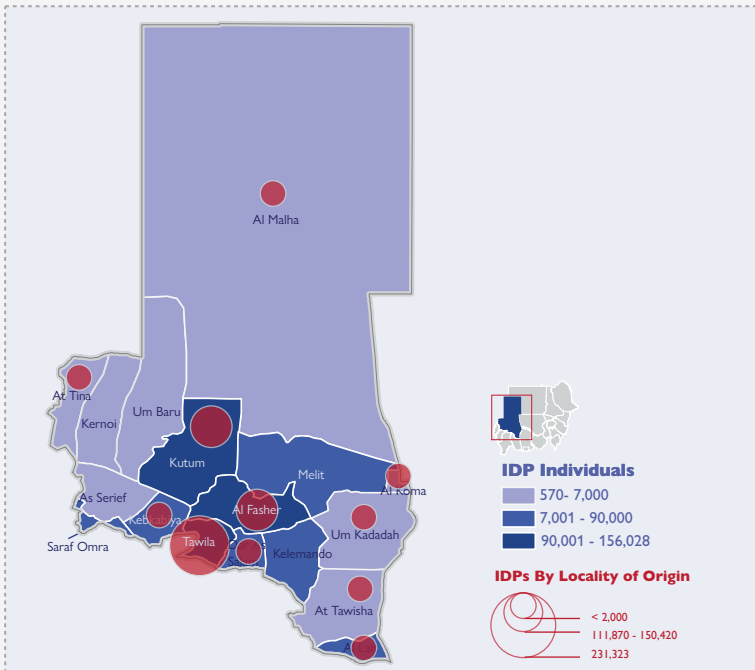 Al Malha
At Tina
Um Baru
Kernoi
Kutum
Melit
As Serief
Al Koma
Al Fasher
Um Kadadah
Tawila
Saraf Omra
Kelemando
At Tawisha
IDP Individuals
570- 7,000
7,001 - 90,000
90,001 - 156,028
IDPs By Locality of Origin
< 2,000
111,870 - 150,420
231,323